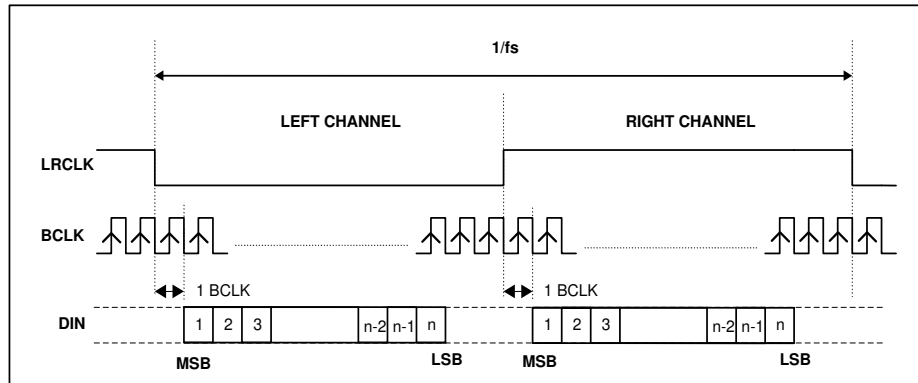 1/fs
LEFT CHANNEL RIGHT CHANNEL
LRCLK
BCLK
1 BCLK 1 BCLK
DIN 1 2 3 n-2 n-1 n 1 2 3 n-2 n-1 n
MSB LSB MSB LSB